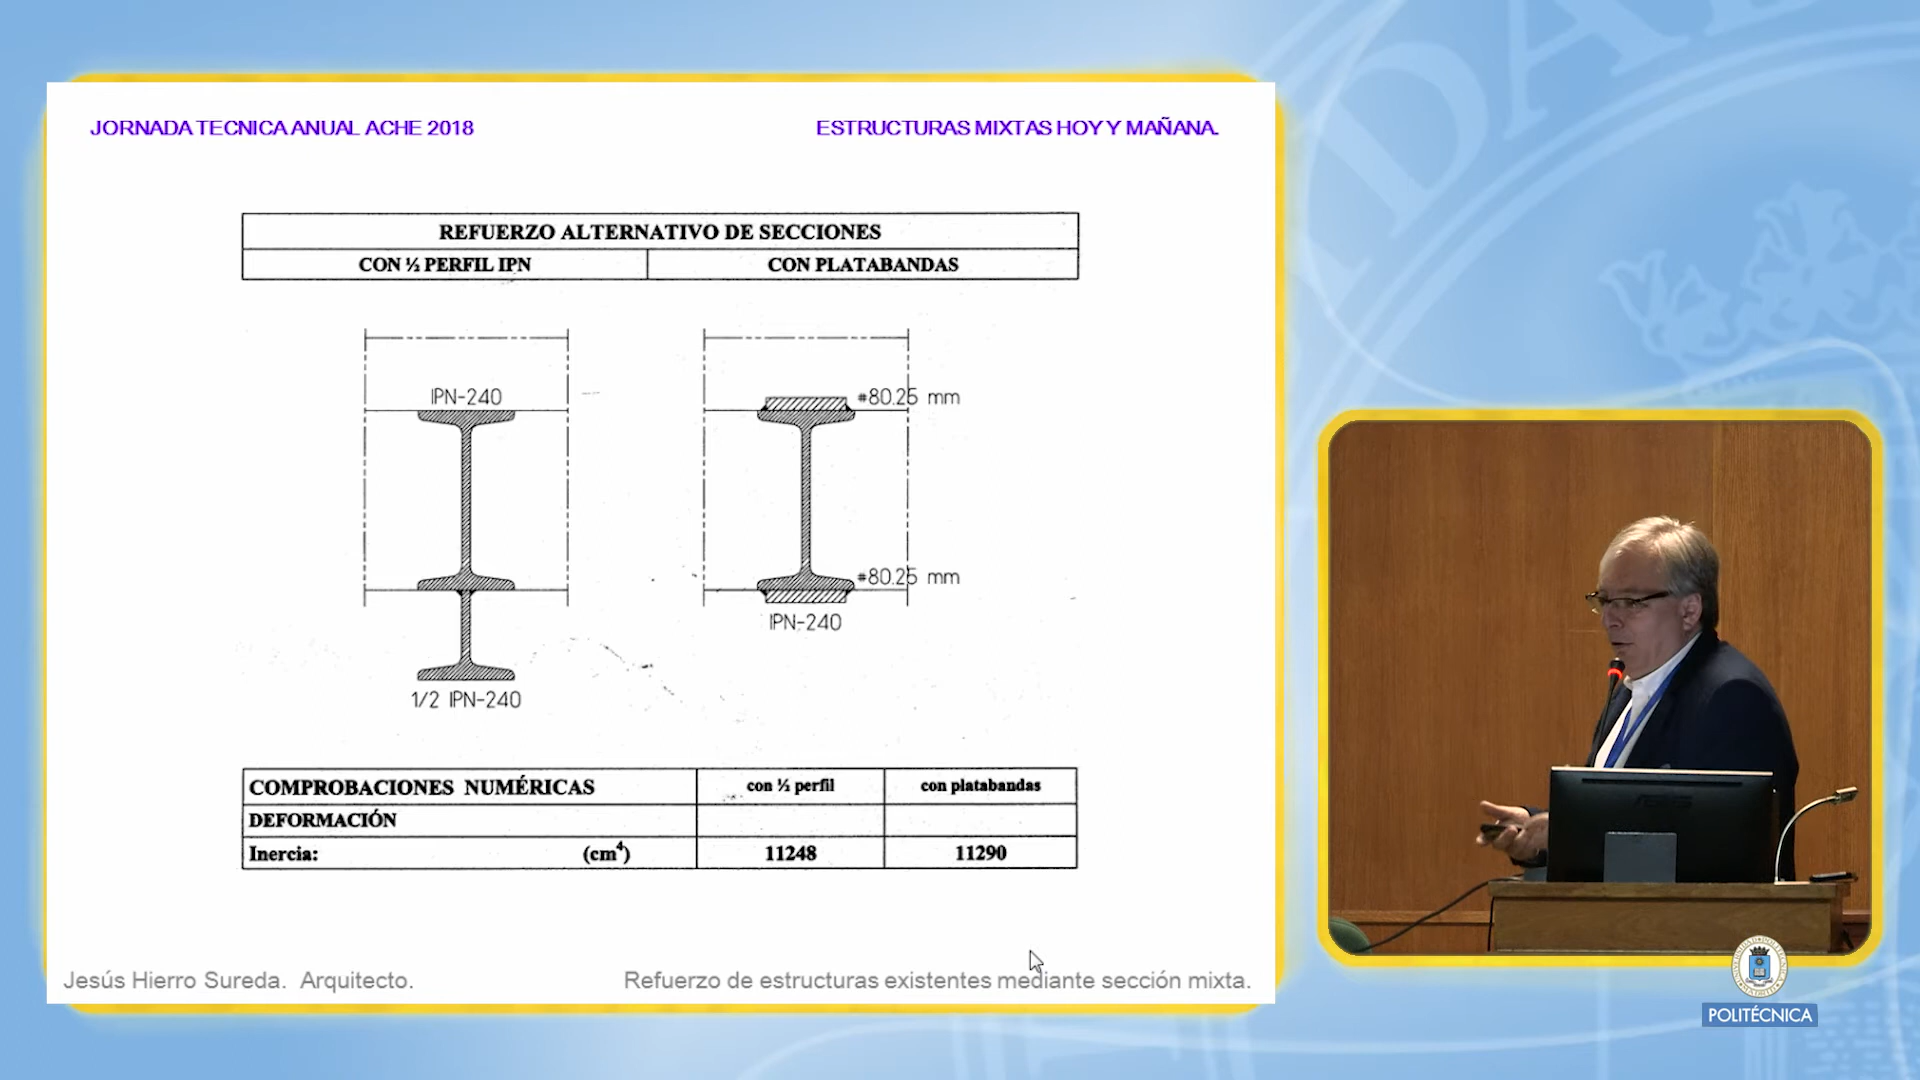 JORNADA TECNICA ANUAL ACHE 2018
ESTRUCTURAS MIXTAS HOY Y MAÑANA.
REFUERZO ALTERNATIVO DE SECCIONES
CON ½ PERFIL IPN
CON PLATABANDAS
IPN-240
1/2 IPN-240
#80.25 mm
#80.25 mm
IPN-240
COMPROBACIONES NUMÉRICAS
con ½ perfil
con platabandas
DEFORMACIÓN
Inercia: (cm⁴)
11248
11290
Jesús Hierro Sureda. Arquitecto.
Refuerzo de estructuras existentes mediante sección mixta.
POLITÉCNICA